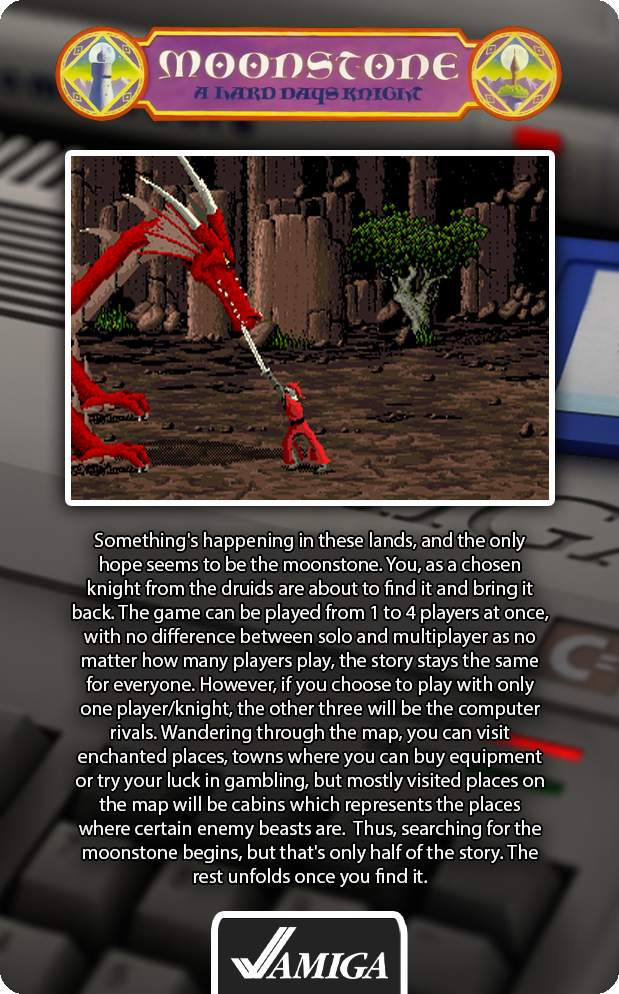 MOONSTONE
A HARD DAYS KNIGHT
Something's happening in these lands, and the only
hope seems to be the moonstone. You, as a chosen
knight from the druids are about to find it and bring it
back. The game can be played from 1 to 4 players at once,
with no difference between solo and multiplayer as no
matter how many players play, the story stays the same
for everyone. However, if you choose to play with only
one player/knight, the other three will be the computer
rivals. Wandering through the map, you can visit
enchanted places, towns where you can buy equipment
or try your luck in gambling, but mostly visited places on
the map will be cabins which represents the places
where certain enemy beasts are.  Thus, searching for the
moonstone begins, but that's only half of the story. The
rest unfolds once you find it.
AMIGA